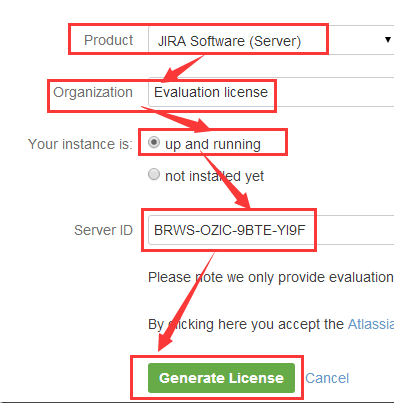 Product JIRA Software (Server)
Organization Evaluation license
Your instance is: up and running
not installed yet
Server ID BRWS-OZIC-9BTE-YI9F
Please note we only provide evaluation
By clicking here you accept the Atlassia
Generate License Cancel